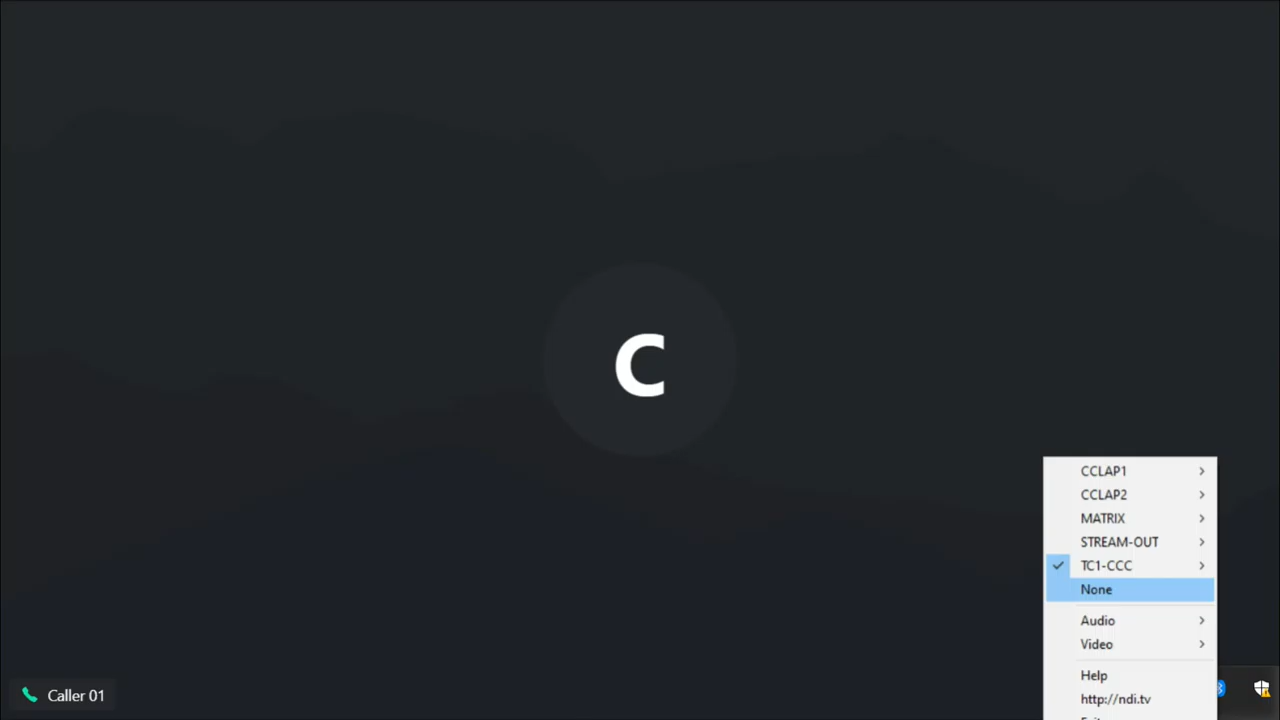 C
CCLAP1
CCLAP2
MATRIX
STREAM-OUT
TC1-CCC
None
Audio
Video
Help
http://ndi.tv
Caller 01